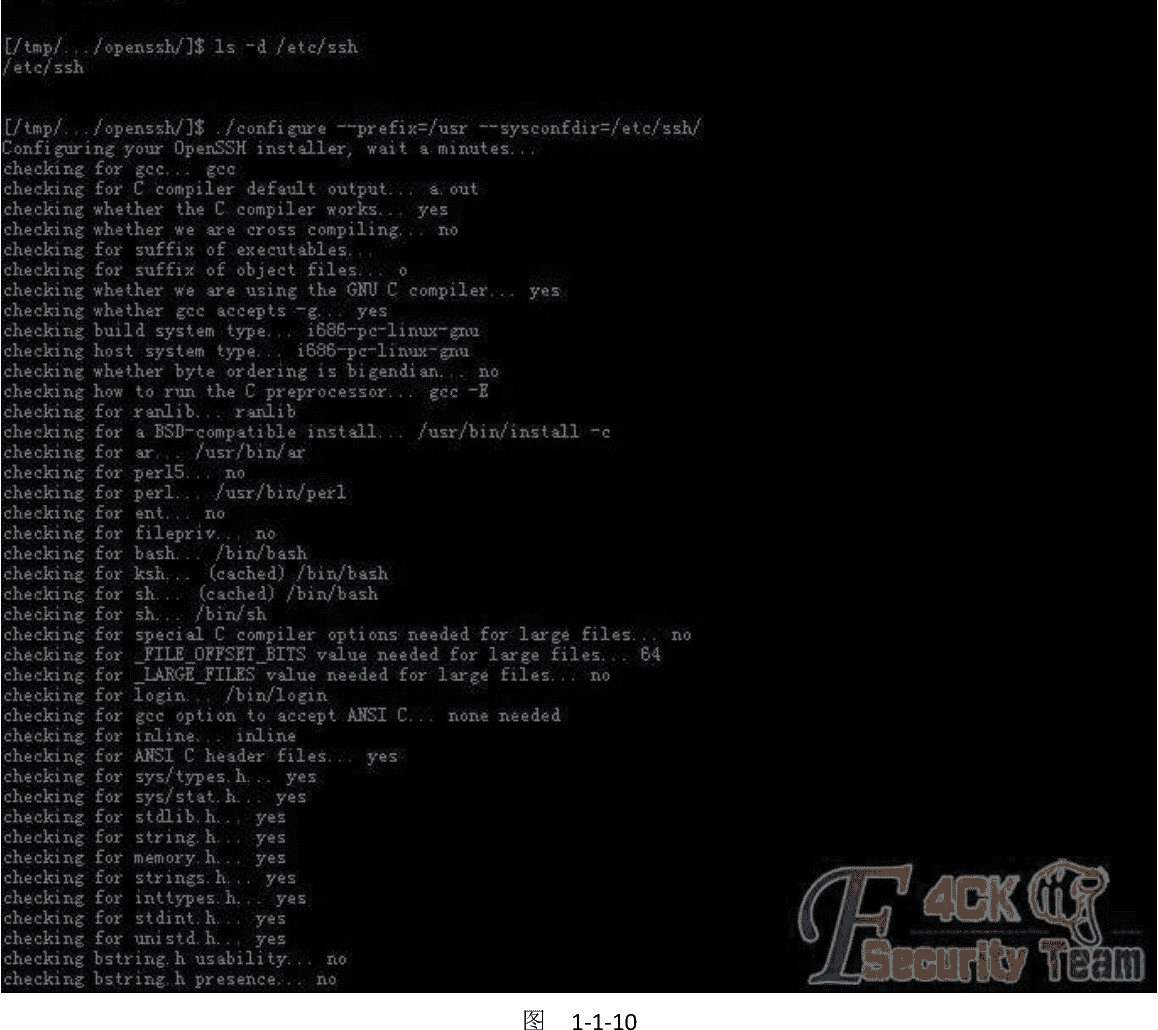 [/tmp/.../openssh/]$ ls -d /etc/ssh
/etc/ssh
[/tmp/.../openssh/]$ ./configure --prefix=/usr --sysconfdir=/etc/ssh/
Configuring your OpenSSH installer, wait a minutes...
checking for gcc... gcc
checking for C compiler default output... a.out
checking whether the C compiler works... yes
checking whether we are cross compiling... no
checking for suffix of executables...
checking for suffix of object files... o
checking whether we are using the GNU C compiler... yes
checking whether gcc accepts -g... yes
checking build system type... i686-pc-linux-gnu
checking host system type... i686-pc-linux-gnu
checking whether byte ordering is bigendian... no
checking how to run the C preprocessor... gcc -E
checking for ranlib... ranlib
checking for a BSD-compatible install... /usr/bin/install -c
checking for ar... /usr/bin/ar
checking for perl5... no
checking for perl... /usr/bin/perl
checking for ent... no
checking for filepriv... no
checking for bash... /bin/bash
checking for ksh... (cached) /bin/bash
checking for sh... (cached) /bin/bash
checking for sh... /bin/sh
checking for special C compiler options needed for large files... no
checking for _FILE_OFFSET_BITS value needed for large files... 64
checking for _LARGE_FILES value needed for large files... no
checking for login... /bin/login
checking for gcc option to accept ANSI C... none needed
checking for inline... inline
checking for ANSI C header files... yes
checking for sys/types.h... yes
checking for sys/stat.h... yes
checking for stdlib.h... yes
checking for string.h... yes
checking for memory.h... yes
checking for strings.h... yes
checking for inttypes.h... yes
checking for stdint.h... yes
checking for unistd.h... yes
checking bstring.h usability... no
checking bstring.h presence... no
F4CK
Security Team
图 1-1-10